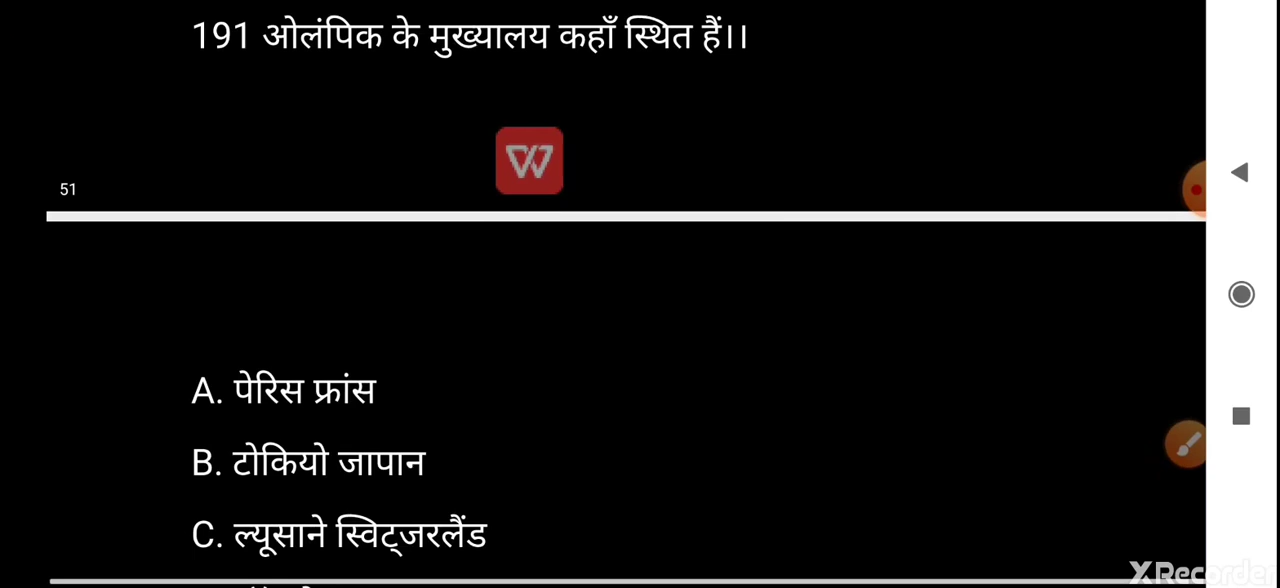 191 ओलंपिक के मुख्यालय कहाँ स्थित हैं।।
51
A. पेरिस फ्रांस
B. टोकियो जापान
C. ल्यूसाने स्विट्जरलैंड
XRecorder